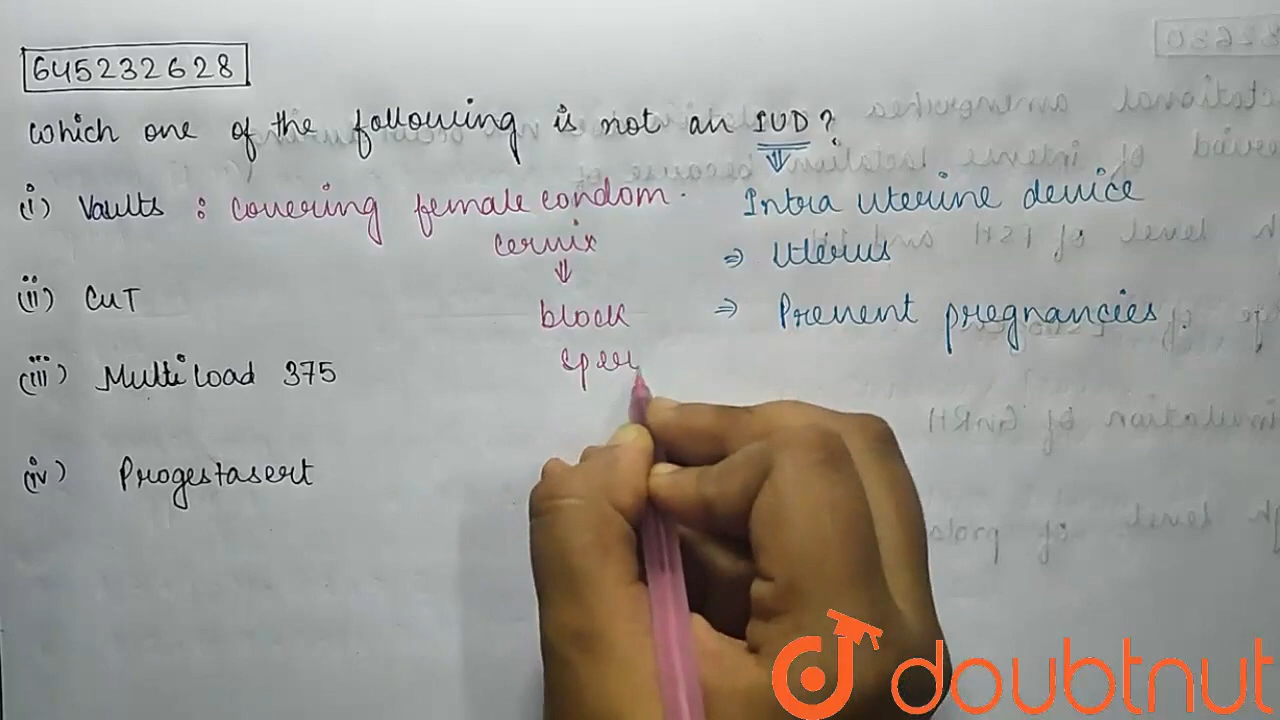 645232628
Which one of the following is not an IUD?
(i) Vaults : covering female condom.
cervix
⇓
block
sper
⇓
Intra uterine device
⇒ Uterus
⇒ Prevent pregnancies.
(ii) CuT
(iii) Multiload 375
(iv) Progestasert
doubtnut